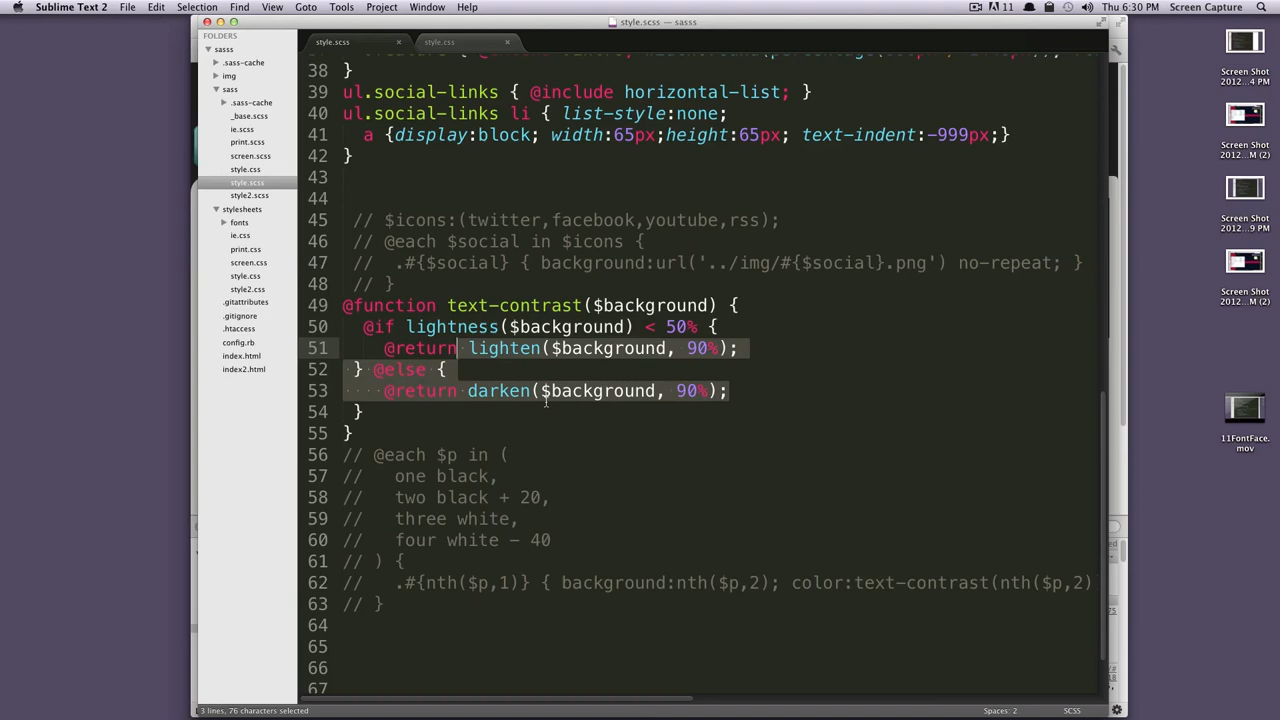 Sublime Text 2 File Edit Selection Find View Goto Tools Project Window Help
11 Thu 6:30 PM Screen Capture
style.scss — sasss
FOLDERS
sasss
.sass-cache
img
sass
.sass-cache
_base.scss
ie.scss
print.scss
screen.scss
style.css
style.scss
style2.scss
stylesheets
fonts
ie.css
print.css
screen.css
style.css
style2.css
.gitattributes
.gitignore
.htaccess
config.rb
index.html
index2.html
style.scss
style.css
38 }
39 ul.social-links { @include horizontal-list; }
40 ul.social-links li { list-style:none;
41 a {display:block; width:65px;height:65px; text-indent:-999px;}
42 }
43
44
45 // $icons:(twitter,facebook,youtube,rss);
46 // @each $social in $icons {
47 // .#{$social} { background:url('../img/#{$social}.png') no-repeat; }
48 // }
49 @function text-contrast($background) {
50 @if lightness($background) < 50% {
51 @return lighten($background, 90%);
52 } @else {
53 @return darken($background, 90%);
54 }
55 }
56 // @each $p in (
57 // one black,
58 // two black + 20,
59 // three white,
60 // four white - 40
61 // ) {
62 // .#{nth($p,1)} { background:nth($p,2); color:text-contrast(nth($p,2)
63 // }
64
65
66
67
3 lines, 76 characters selected
Spaces: 2
SCSS
Screen Shot
2012...4 PM
Screen Shot
2012...M (2)
Screen Shot
2012...9 PM
Screen Shot
2012...M (2)
11FontFace.
mov